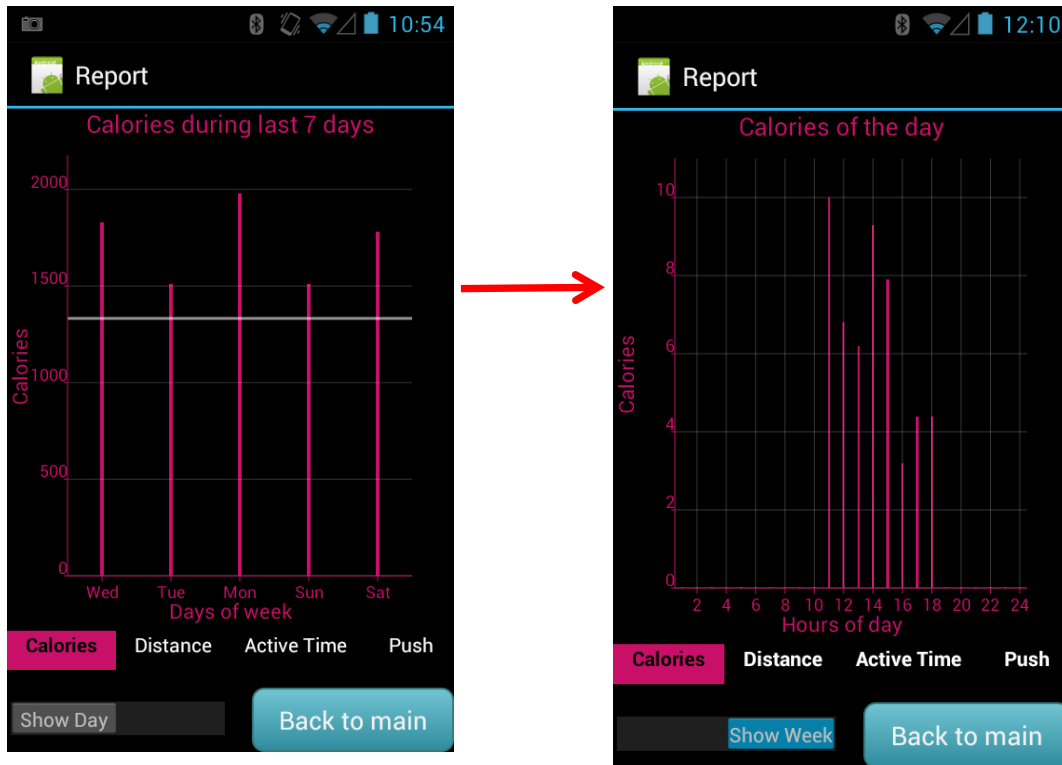 10:54
Report
Calories during last 7 days
2000
1500
1000
500
0
Calories
Wed Tue Mon Sun Sat
Days of week
Calories Distance Active Time Push
Show Day Back to main
12:10
Report
Calories of the day
10
8
6
4
2
0
Calories
2 4 6 8 10 12 14 16 18 20 22 24
Hours of day
Calories Distance Active Time Push
Show Week Back to main